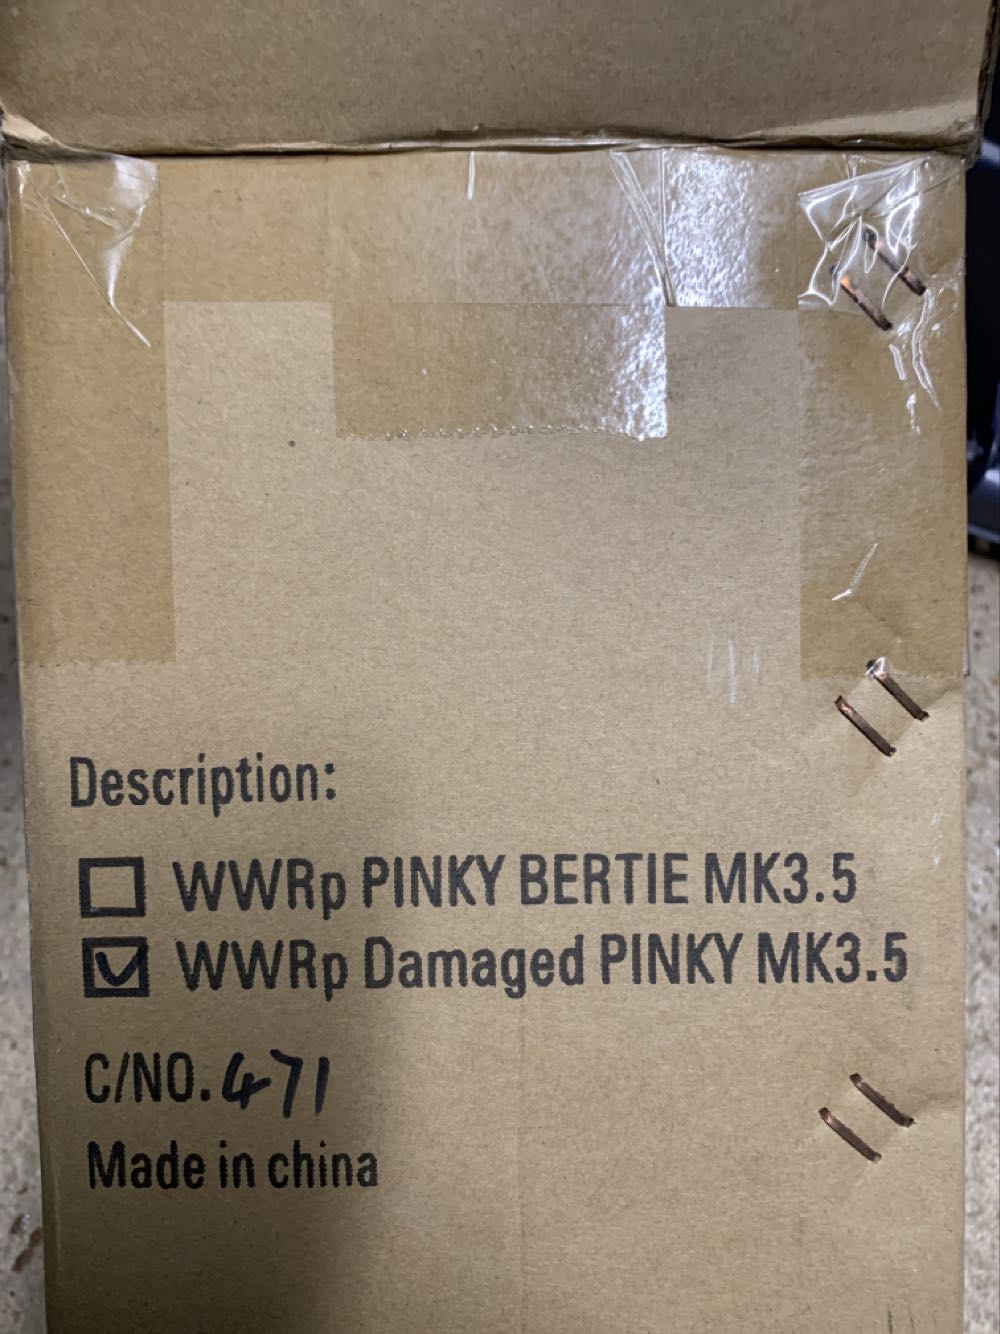 Description:
WWRp PINKY BERTIE MK3.5
WWRp Damaged PINKY MK3.5
C/NO. 471
Made in china